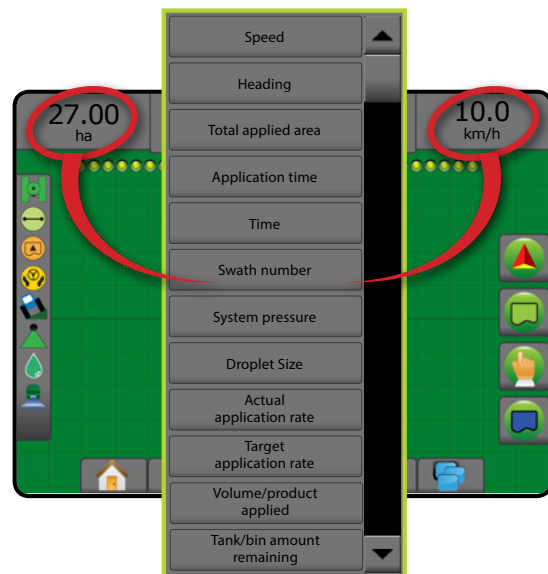 Speed
Heading
27.00
ha
10.0
km/h
Total applied area
Application time
Time
Swath number
System pressure
Droplet Size
Actual
application rate
Target
application rate
Volume/product
applied
Tank/bin amount
remaining